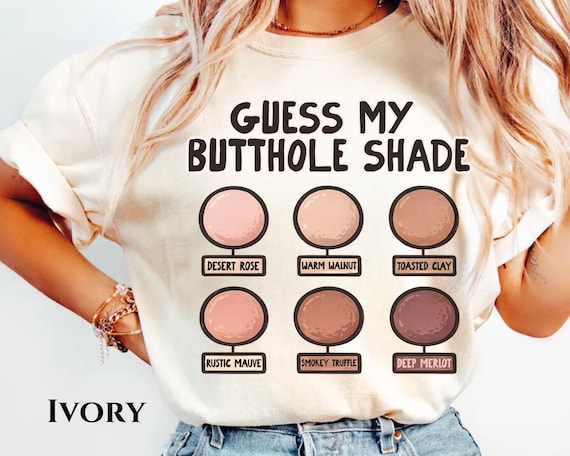 GUESS MY
BUTTHOLE SHADE
DESERT ROSE
WARM WALNUT
TOASTED CLAY
RUSTIC MAUVE
SMOKEY TRUFFLE
DEEP MERLOT
IVORY